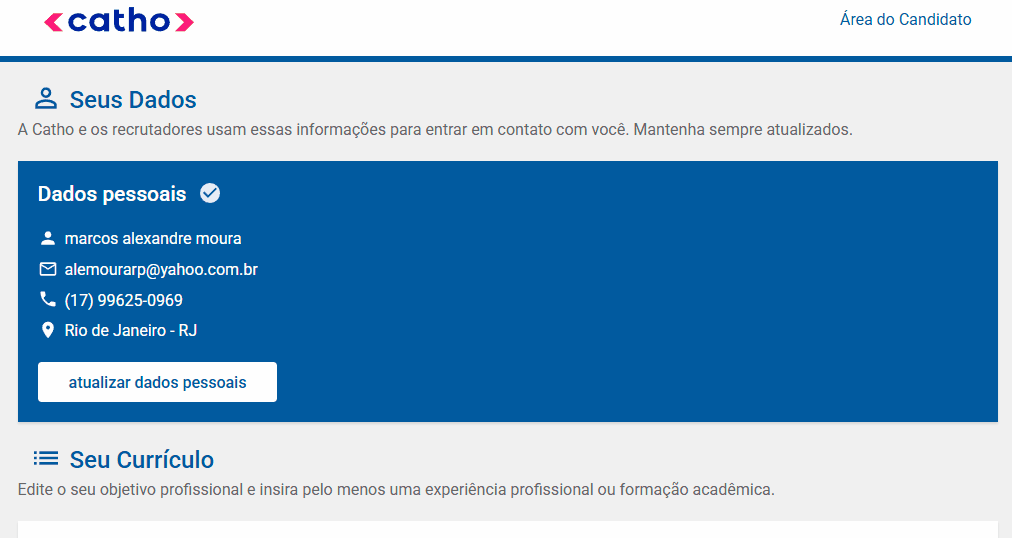 catho
Área do Candidato
Seus Dados
A Catho e os recrutadores usam essas informações para entrar em contato com você. Mantenha sempre atualizados.
Dados pessoais
marcos alexandre moura
alemourarp@yahoo.com.br
(17) 99625-0969
Rio de Janeiro - RJ
atualizar dados pessoais
Seu Currículo
Edite o seu objetivo profissional e insira pelo menos uma experiência profissional ou formação acadêmica.